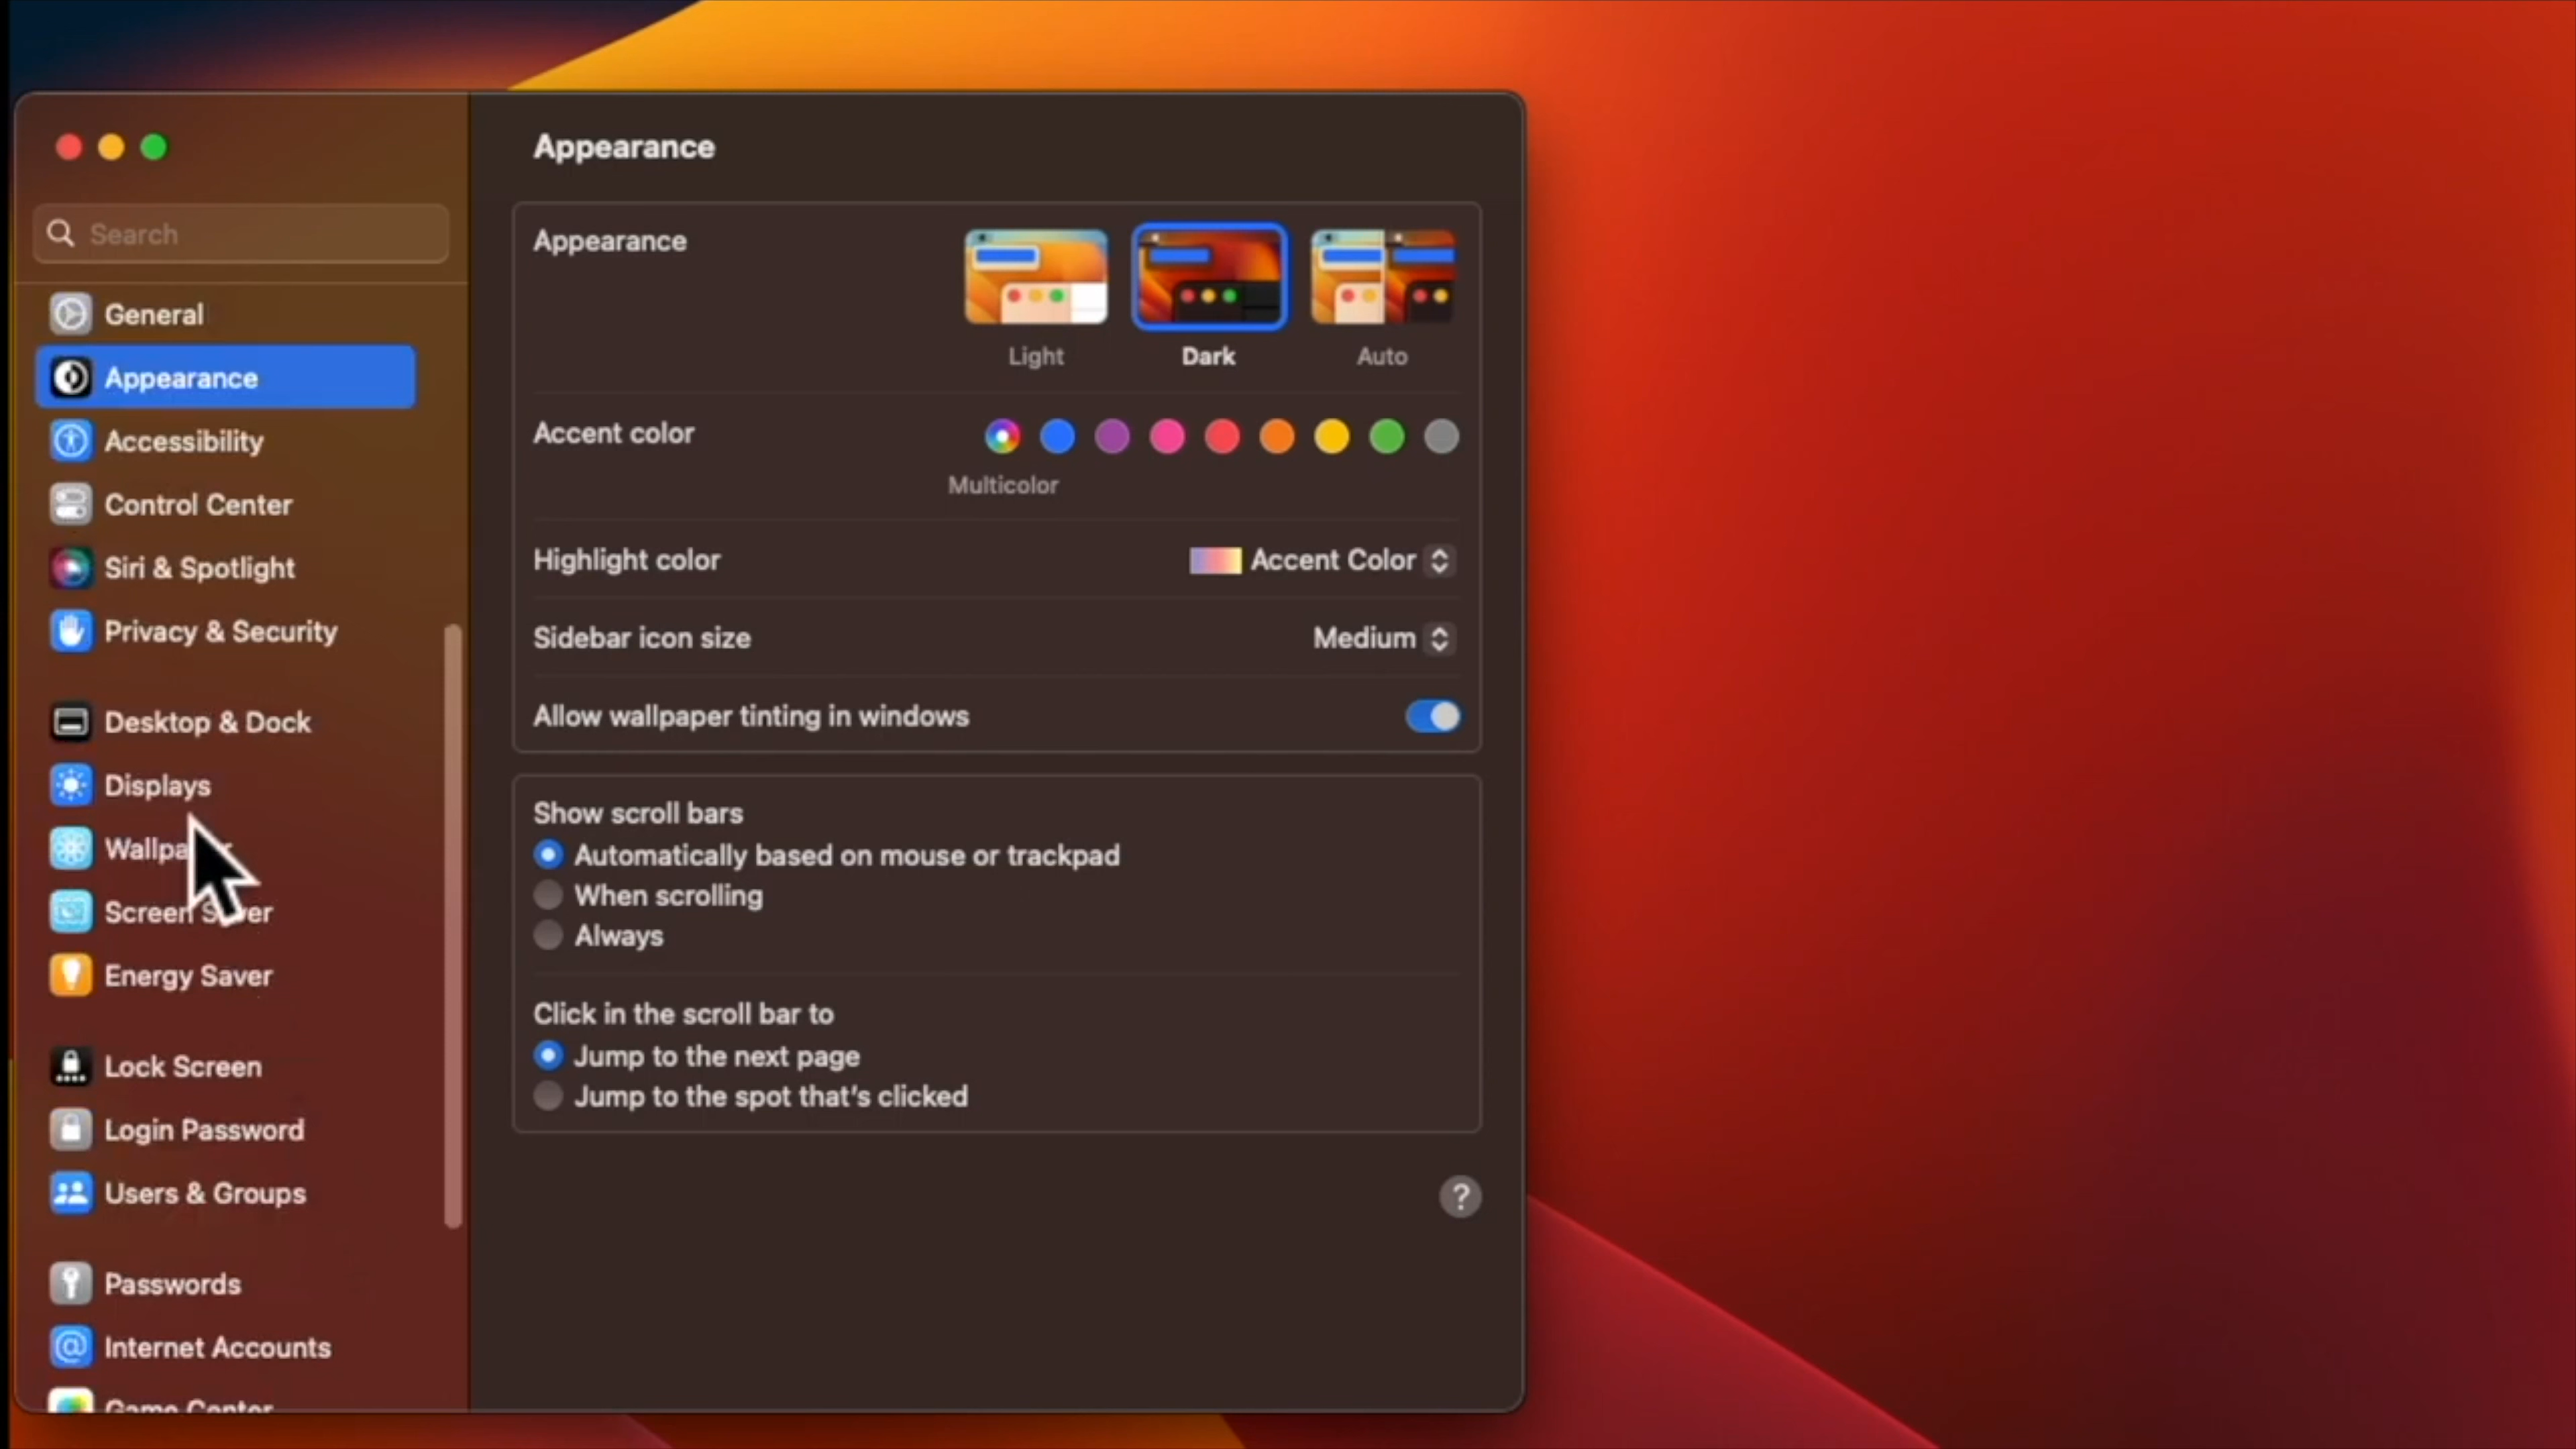 Appearance
Search
General
Appearance
Accessibility
Control Center
Siri & Spotlight
Privacy & Security
Desktop & Dock
Displays
Screen
Energy Saver
Lock Screen
Login Password
Users & Groups
Passwords
Internet Accounts
Game Center
Appearance
Light
Dark
Auto
Accent color
Multicolor
Highlight color
Accent Color
Sidebar icon size
Medium
Allow wallpaper tinting in windows
Show scroll bars
Automatically based on mouse or trackpad
When scrolling
Always
Click in the scroll bar to
Jump to the next page
Jump to the spot that’s clicked
?